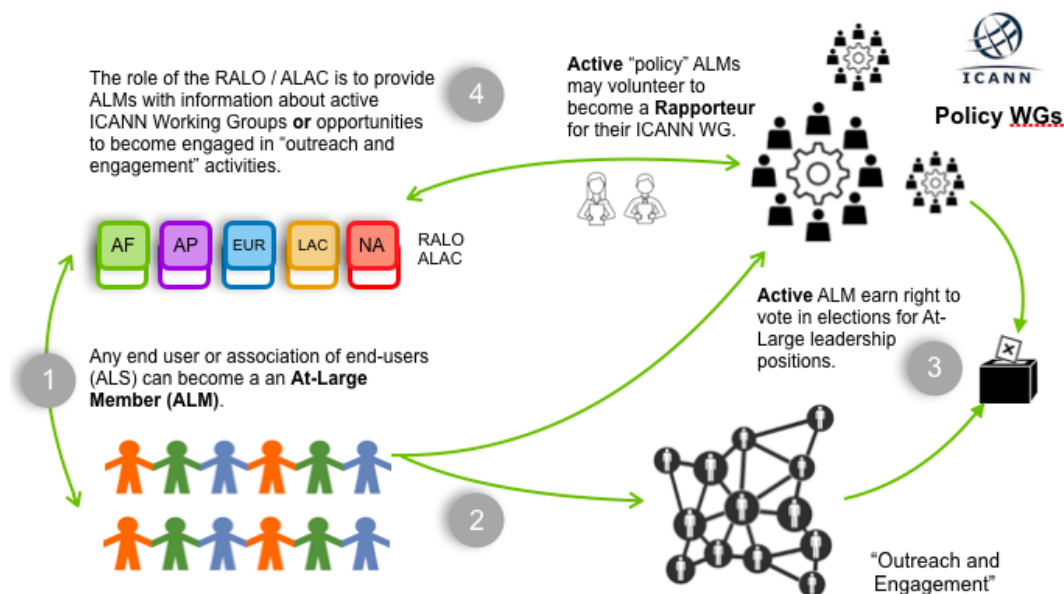 The role of the RALO / ALAC is to provide
ALMs with information about active
ICANN Working Groups or opportunities
to become engaged in “outreach and
engagement” activities.
4
Active “policy” ALMs
may volunteer to
become a Rapporteur
for their ICANN WG.
ICANN
Policy WGs
AF
AP
EUR
LAC
NA
RALO
ALAC
1
Any end user or association of end-users
(ALS) can become a an At-Large
Member (ALM).
Active ALM earn right to
vote in elections for At-
Large leadership
positions.
3
2
“Outreach and
Engagement”